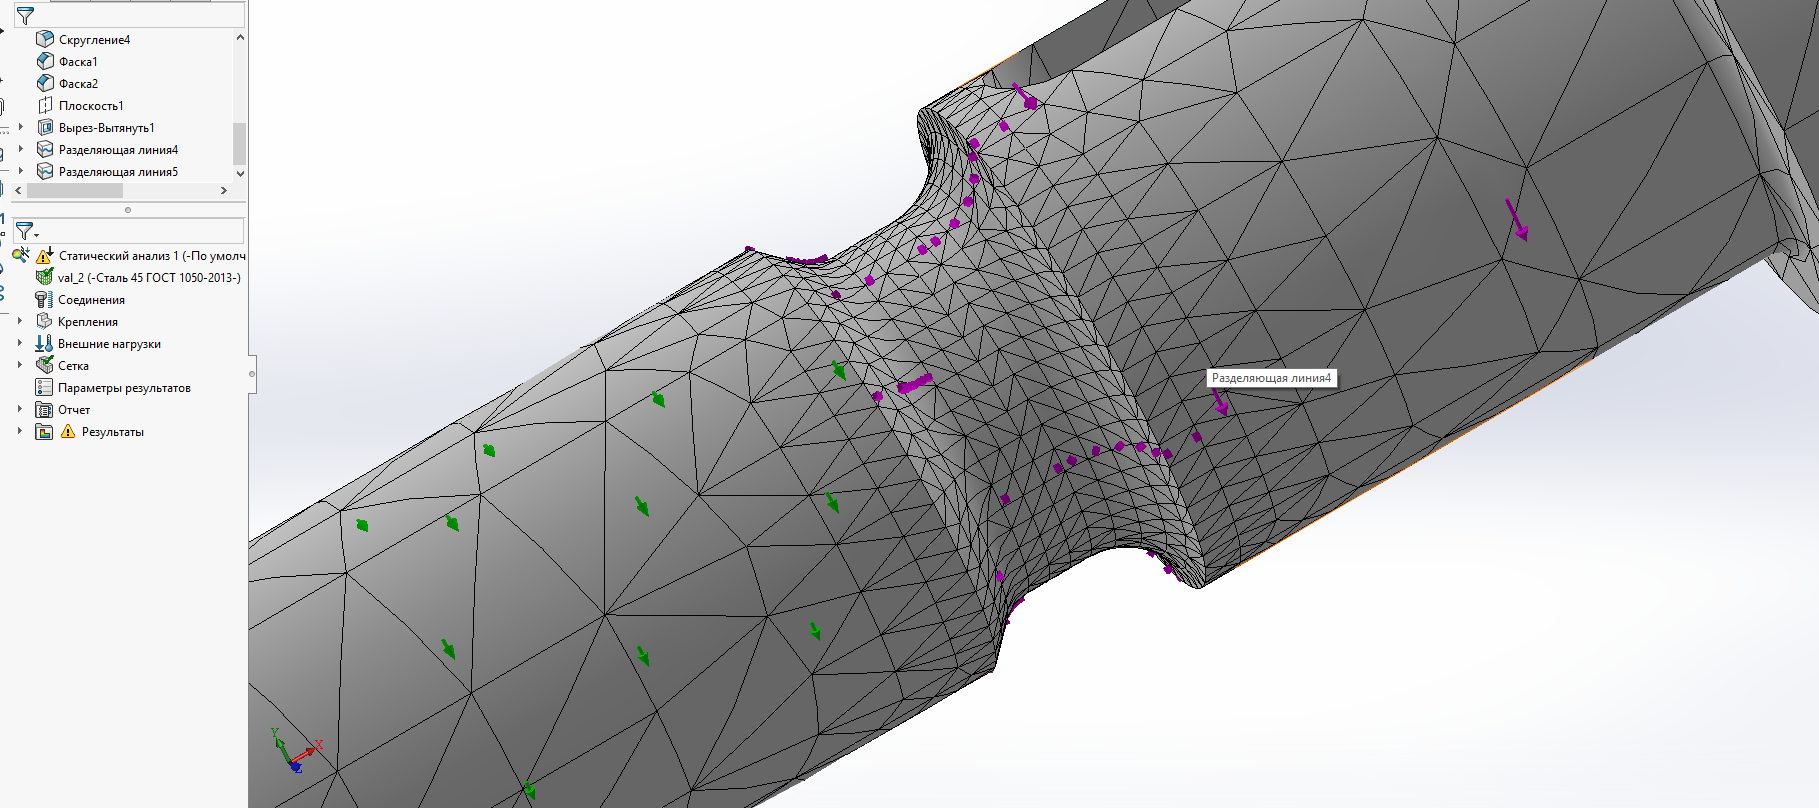 Скругление4
Фаска1
Фаска2
Плоскость1
Вырез-Вытянуть1
Разделяющая линия4
Разделяющая линия5
Статический анализ 1 (-По умолч
val_2 (-Сталь 45 ГОСТ 1050-2013-)
Соединения
Крепления
Внешние нагрузки
Сетка
Параметры результатов
Отчет
Результаты
Разделяющая линия4
Y
X
Z